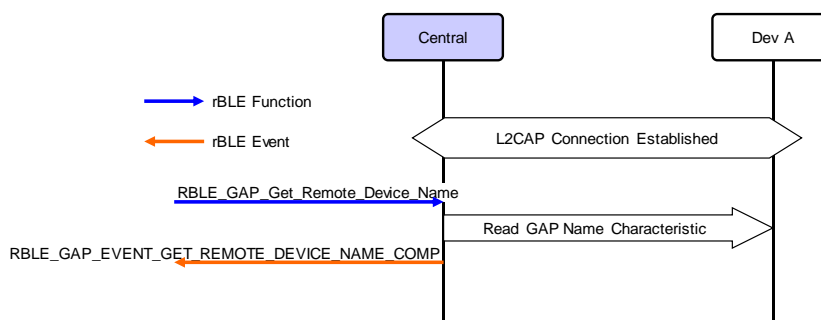 Central
Dev A
rBLE Function
rBLE Event
L2CAP Connection Established
RBLE_GAP_Get_Remote_Device_Name
Read GAP Name Characteristic
RBLE_GAP_EVENT_GET_REMOTE_DEVICE_NAME_COMP